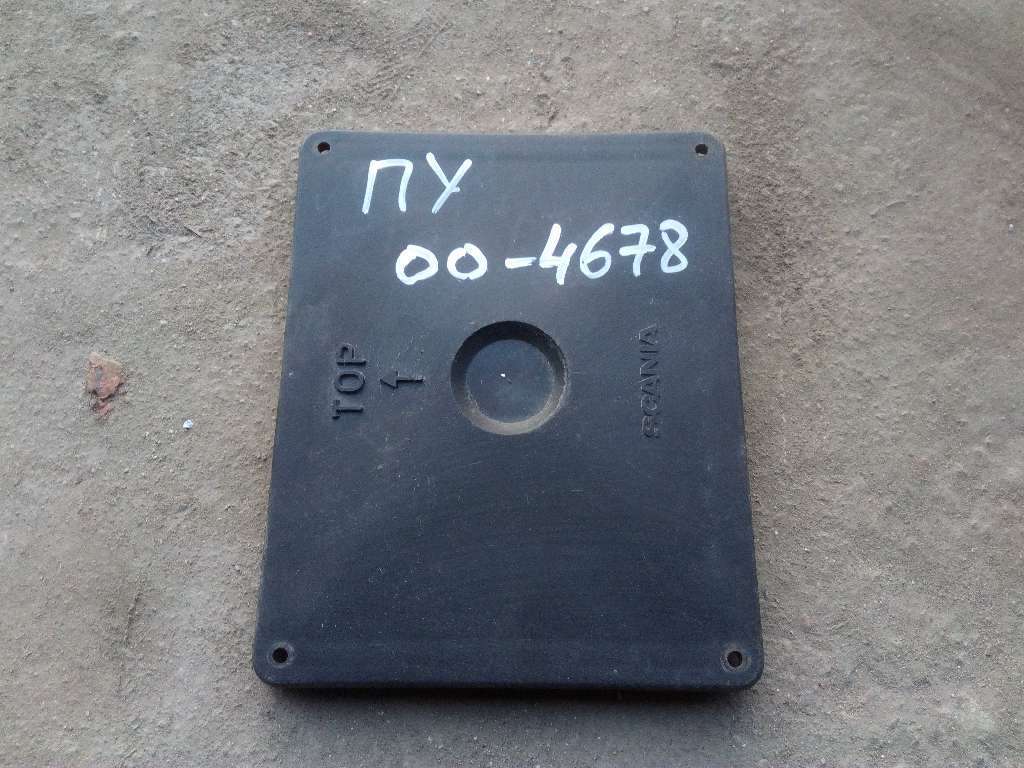 ПУ
00-4678
TOP
SCANIA